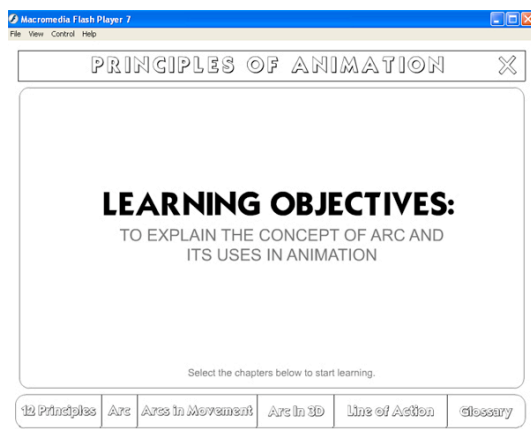 Macromedia Flash Player 7
File View Control Help
PRINCIPLES OF ANIMATION
LEARNING OBJECTIVES:
TO EXPLAIN THE CONCEPT OF ARC AND
ITS USES IN ANIMATION
Select the chapters below to start learning.
12 Principles Arc Arcs in Movement Arc In 3D Line of Action Glossary